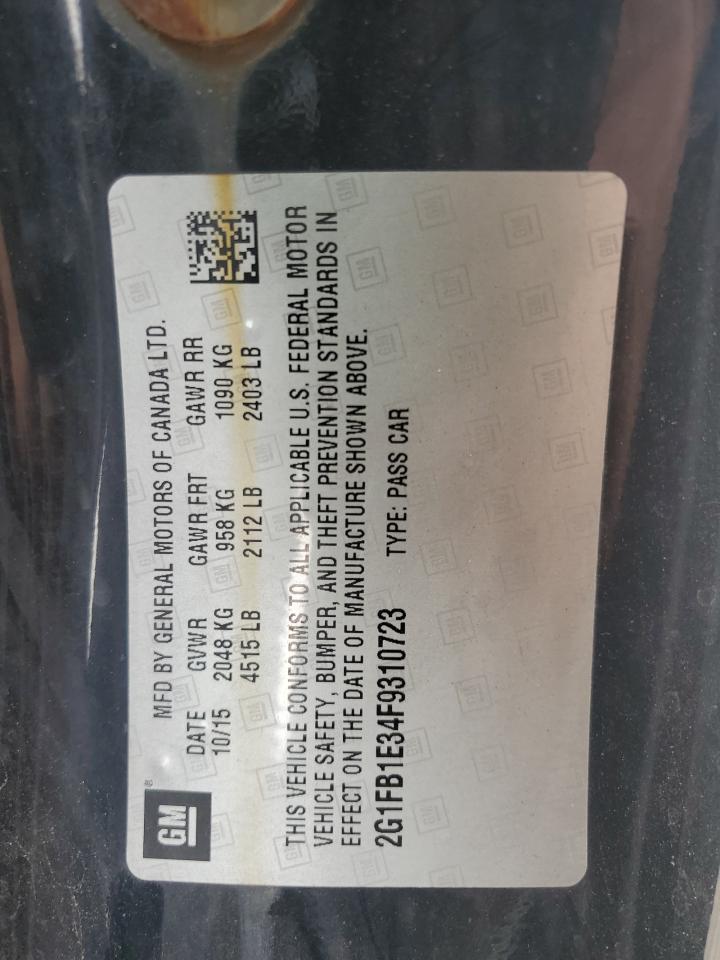 GM®
MFD BY GENERAL MOTORS OF CANADA LTD.
DATE GVWR GAWR FRT GAWR RR
10/15 2048 KG 958 KG 1090 KG
4515 LB 2112 LB 2403 LB
THIS VEHICLE CONFORMS TO ALL APPLICABLE U.S. FEDERAL MOTOR
VEHICLE SAFETY, BUMPER, AND THEFT PREVENTION STANDARDS IN
EFFECT ON THE DATE OF MANUFACTURE SHOWN ABOVE.
2G1FB1E34F9310723 TYPE: PASS CAR